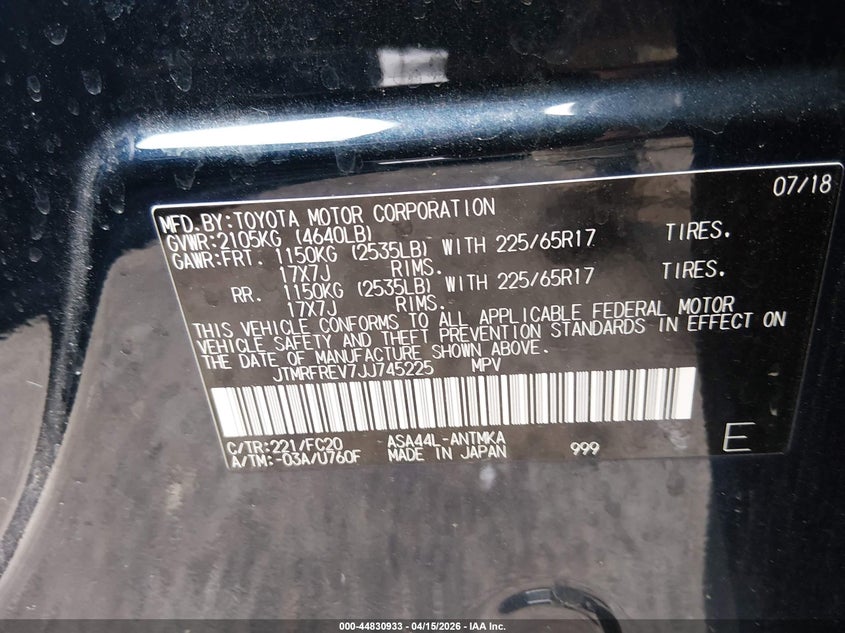 07/18
MFD.BY:TOYOTA MOTOR CORPORATION
GVWR:2105KG (4640LB)
GAWR:FRT. 1150KG (2535LB) WITH 225/65R17 TIRES.
17X7J RIMS.
RR. 1150KG (2535LB) WITH 225/65R17 TIRES.
17X7J RIMS.
THIS VEHICLE CONFORMS TO ALL APPLICABLE FEDERAL MOTOR
VEHICLE SAFETY AND THEFT PREVENTION STANDARDS IN EFFECT ON
THE DATE OF MANUFACTURE SHOWN ABOVE.
JTMRFREV7JJ745225 MPV
C/TR:221/FC20 ASA44L-ANTMKA 999 E
A/TM:-03A/U760F MADE IN JAPAN
000-44830933 - 04/15/2026 - IAA Inc.